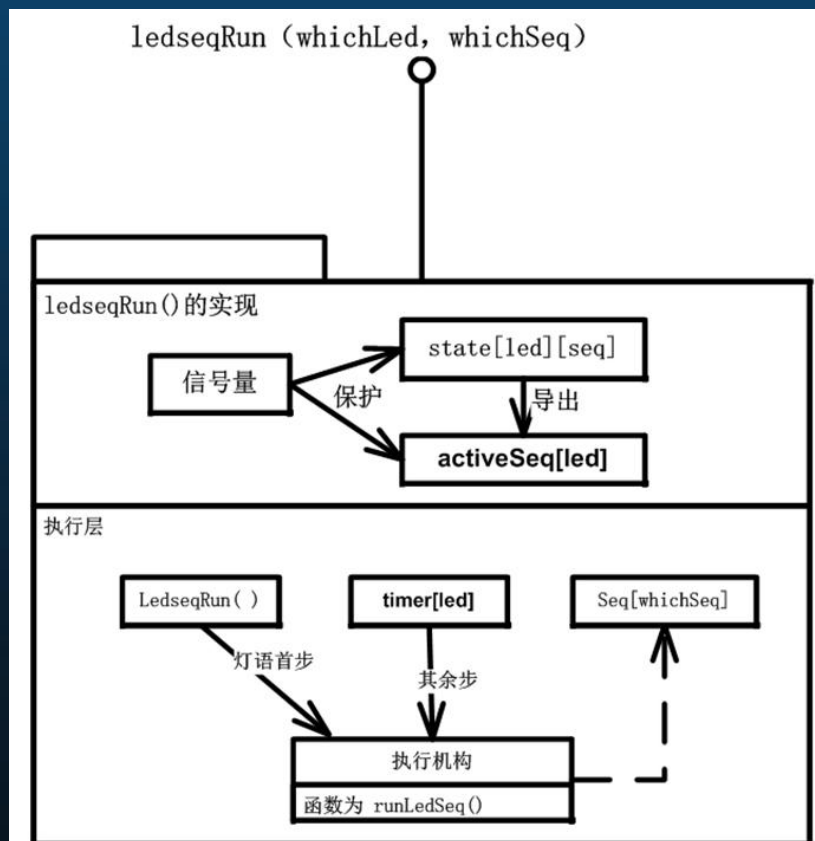 ledseqRun（whichLed, whichSeq）
ledseqRun()的实现
信号量
保护
state[led][seq]
导出
activeSeq[led]
执行层
LedseqRun( )
timer[led]
Seq[whichSeq]
灯语首步
其余步
执行机构
函数为 runLedSeq()